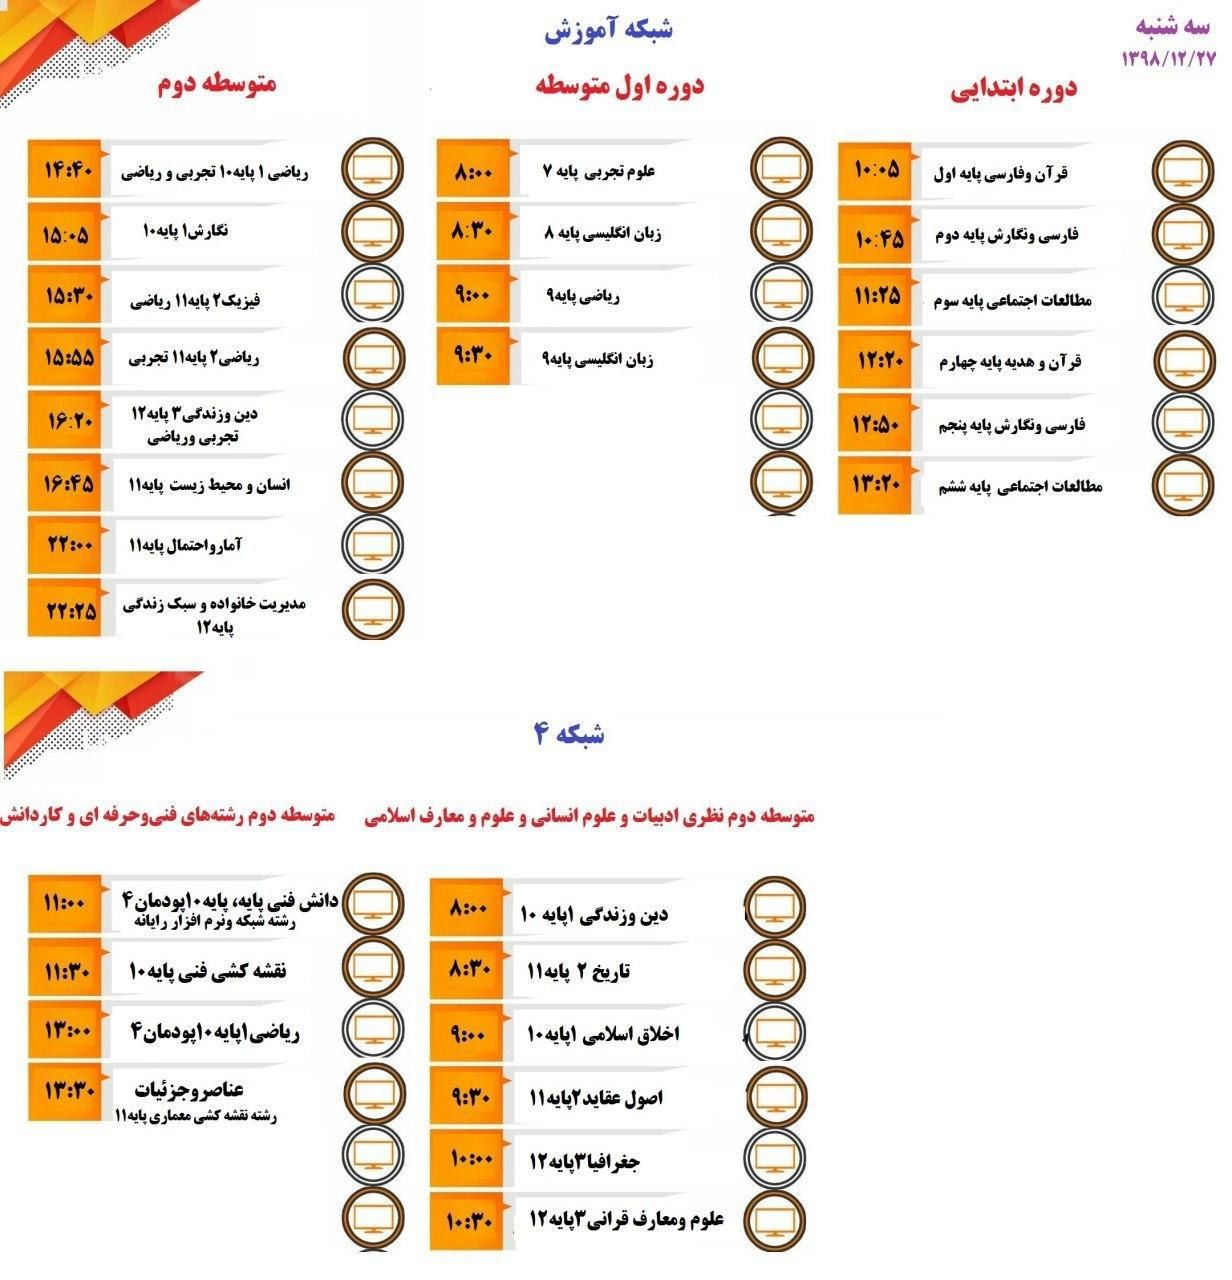 سه شنبه
۱۳۹۸/۱۲/۲۷
شبکه آموزش
دوره ابتدایی
۱۰:۰۵ قرآن وفارسی پایه اول
۱۰:۴۵ فارسی ونگارش پایه دوم
۱۱:۲۵ مطالعات اجتماعی پایه سوم
۱۲:۲۰ قرآن و هدیه پایه چهارم
۱۲:۵۰ فارسی ونگارش پایه پنجم
۱۳:۲۰ مطالعات اجتماعی پایه ششم
دوره اول متوسطه
۸:۰۰ علوم تجربی پایه ۷
۸:۳۰ زبان انگلیسی پایه ۸
۹:۰۰ ریاضی پایه۹
۹:۳۰ زبان انگلیسی پایه۹
متوسطه دوم
۱۴:۴۰ ریاضی ۱ پایه۱۰ تجربی و ریاضی
۱۵:۰۵ نگارش۱ پایه۱۰
۱۵:۳۰ فیزیک۲ پایه۱۱ ریاضی
۱۵:۵۵ ریاضی۲ پایه۱۱ تجربی
۱۶:۲۰ دین وزندگی۳ پایه۱۲
تجربی وریاضی
۱۶:۴۵ انسان و محیط زیست پایه۱۱
۲۲:۰۰ آمارواحتمال پایه۱۱
۲۲:۲۵ مدیریت خانواده و سبک زندگی
پایه۱۲
شبکه ۴
متوسطه دوم نظری ادبیات و علوم انسانی و علوم و معارف اسلامی
۸:۰۰ دین وزندگی ۱پایه ۱۰
۸:۳۰ تاریخ ۲ پایه۱۱
۹:۰۰ اخلاق اسلامی ۱پایه۱۰
۹:۳۰ اصول عقاید۲پایه۱۱
۱۰:۰۰ جغرافیا۳پایه۱۲
۱۰:۳۰ علوم ومعارف قرانی۳پایه۱۲
متوسطه دوم رشته‌های فنی‌وحرفه ای و کاردانش
۱۱:۰۰ دانش فنی پایه، پایه۱۰پودمان۴
رشته شبکه ونرم افزار رایانه
۱۱:۳۰ نقشه کشی فنی پایه۱۰
۱۳:۰۰ ریاضی۱پایه۱۰پودمان۴
۱۳:۳۰ عناصروجزئیات
رشته نقشه کشی معماری پایه۱۱